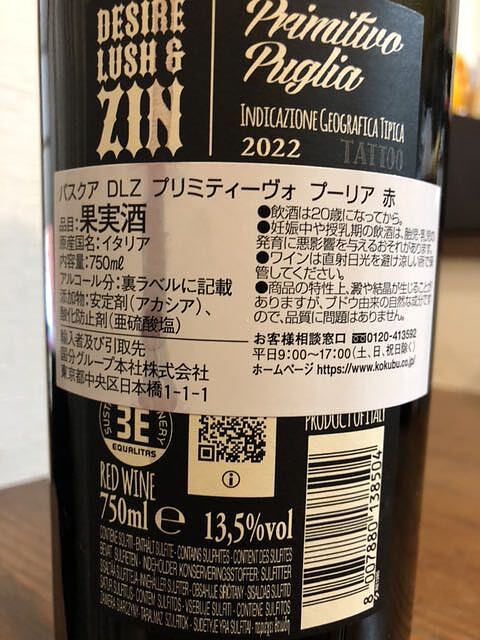 DESIRE
LUSH &
ZIN
Primitivo
Puglia
INDICAZIONE GEOGRAFICA TIPICA
2022
TATTOO
パスクア DLZ プリミティーヴォ プーリア 赤
品目：果実酒
原産国名：イタリア
内容量：750mℓ
アルコール分：裏ラベルに記載
添加物：安定剤（アカシア）、
酸化防止剤（亜硫酸塩）
輸入者及び引取先
国分グループ本社株式会社
東京都中央区日本橋1-1-1
●飲酒は20歳になってから。
●妊娠中や授乳期の飲酒は、胎児・乳児の
発育に悪影響を与えるおそれがあります。
●ワインは直射日光を避け涼しい所で保
管してください。
●商品の特性上、澱や結晶が生じることが
ありますが、ブドウ由来の自然な成分です
ので、品質に問題はありません。
お客様相談窓口 ☎0120-413592
平日9：00～17：00（土、日、祝日除く）
ホームページ https://www.kokubu.co.jp/
3E
EQUALITAS
PRODUCT OF ITALY
RED WINE
750ml e 13,5%vol
8 007880 138504